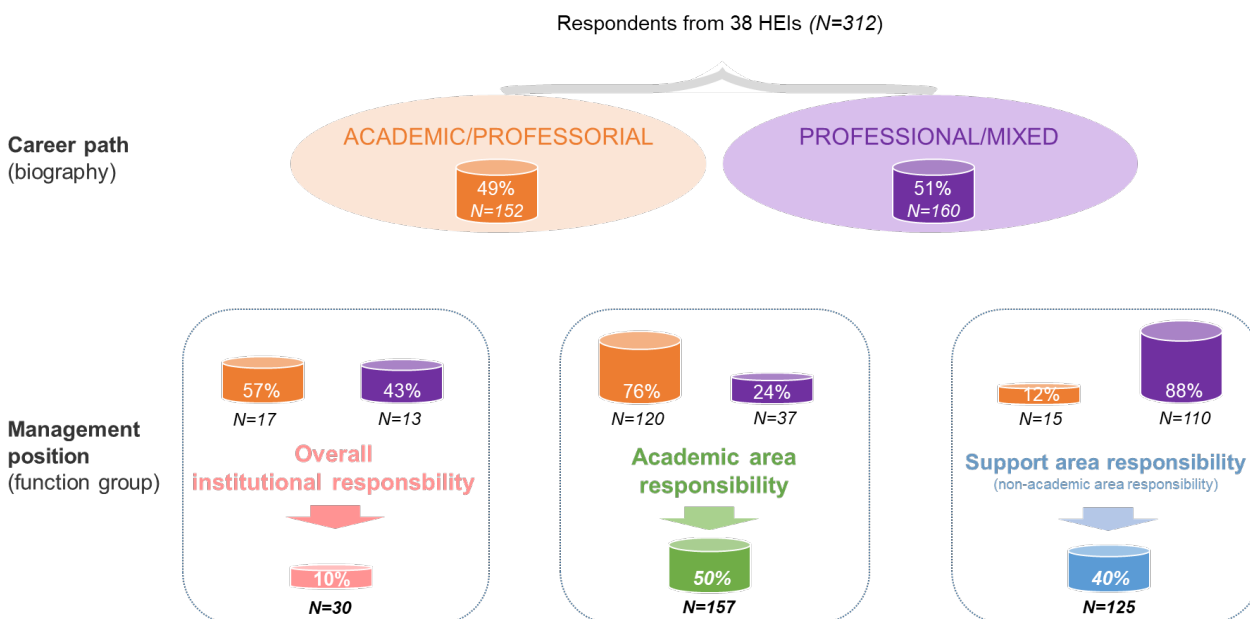 Respondents from 38 HEIs (N=312)
Career path
(biography)
ACADEMIC/PROFESSORIAL
49%
N=152
PROFESSIONAL/MIXED
51%
N=160
Management
position
(function group)
57%
N=17
43%
N=13
Overall
institutional responsbility
10%
N=30
76%
N=120
24%
N=37
Academic area
responsibility
50%
N=157
12%
N=15
88%
N=110
Support area responsibility
(non-academic area responsibility)
40%
N=125